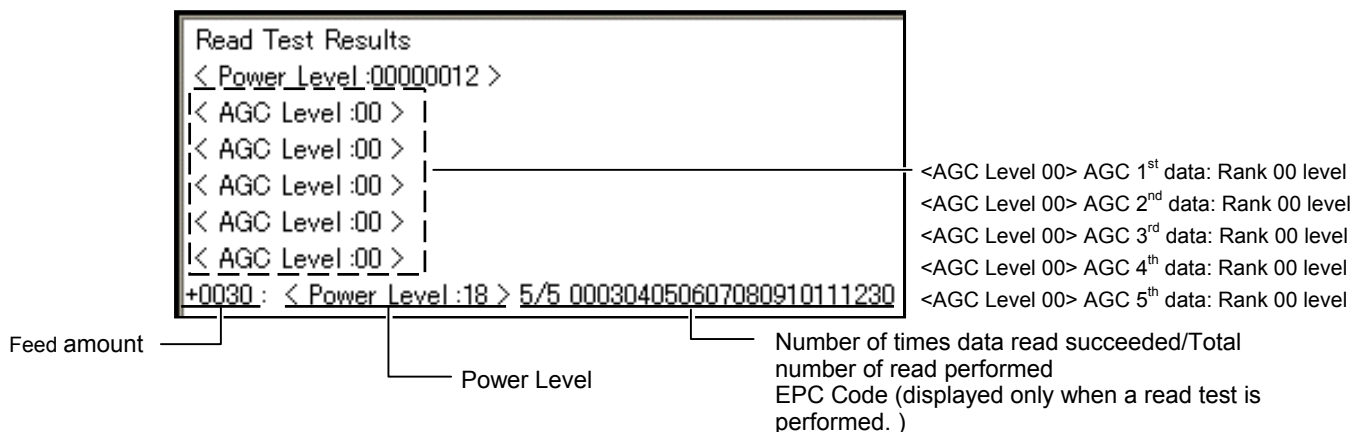 Read Test Results
< Power Level :00000012 >
< AGC Level :00 >
< AGC Level :00 >
< AGC Level :00 >
< AGC Level :00 >
< AGC Level :00 >
+0030 : < Power Level :18 > 5/5 000304050607080910111230
<AGC Level 00> AGC 1st data: Rank 00 level
<AGC Level 00> AGC 2nd data: Rank 00 level
<AGC Level 00> AGC 3rd data: Rank 00 level
<AGC Level 00> AGC 4th data: Rank 00 level
<AGC Level 00> AGC 5th data: Rank 00 level
Feed amount
Power Level
Number of times data read succeeded/Total
number of read performed
EPC Code (displayed only when a read test is
performed. )